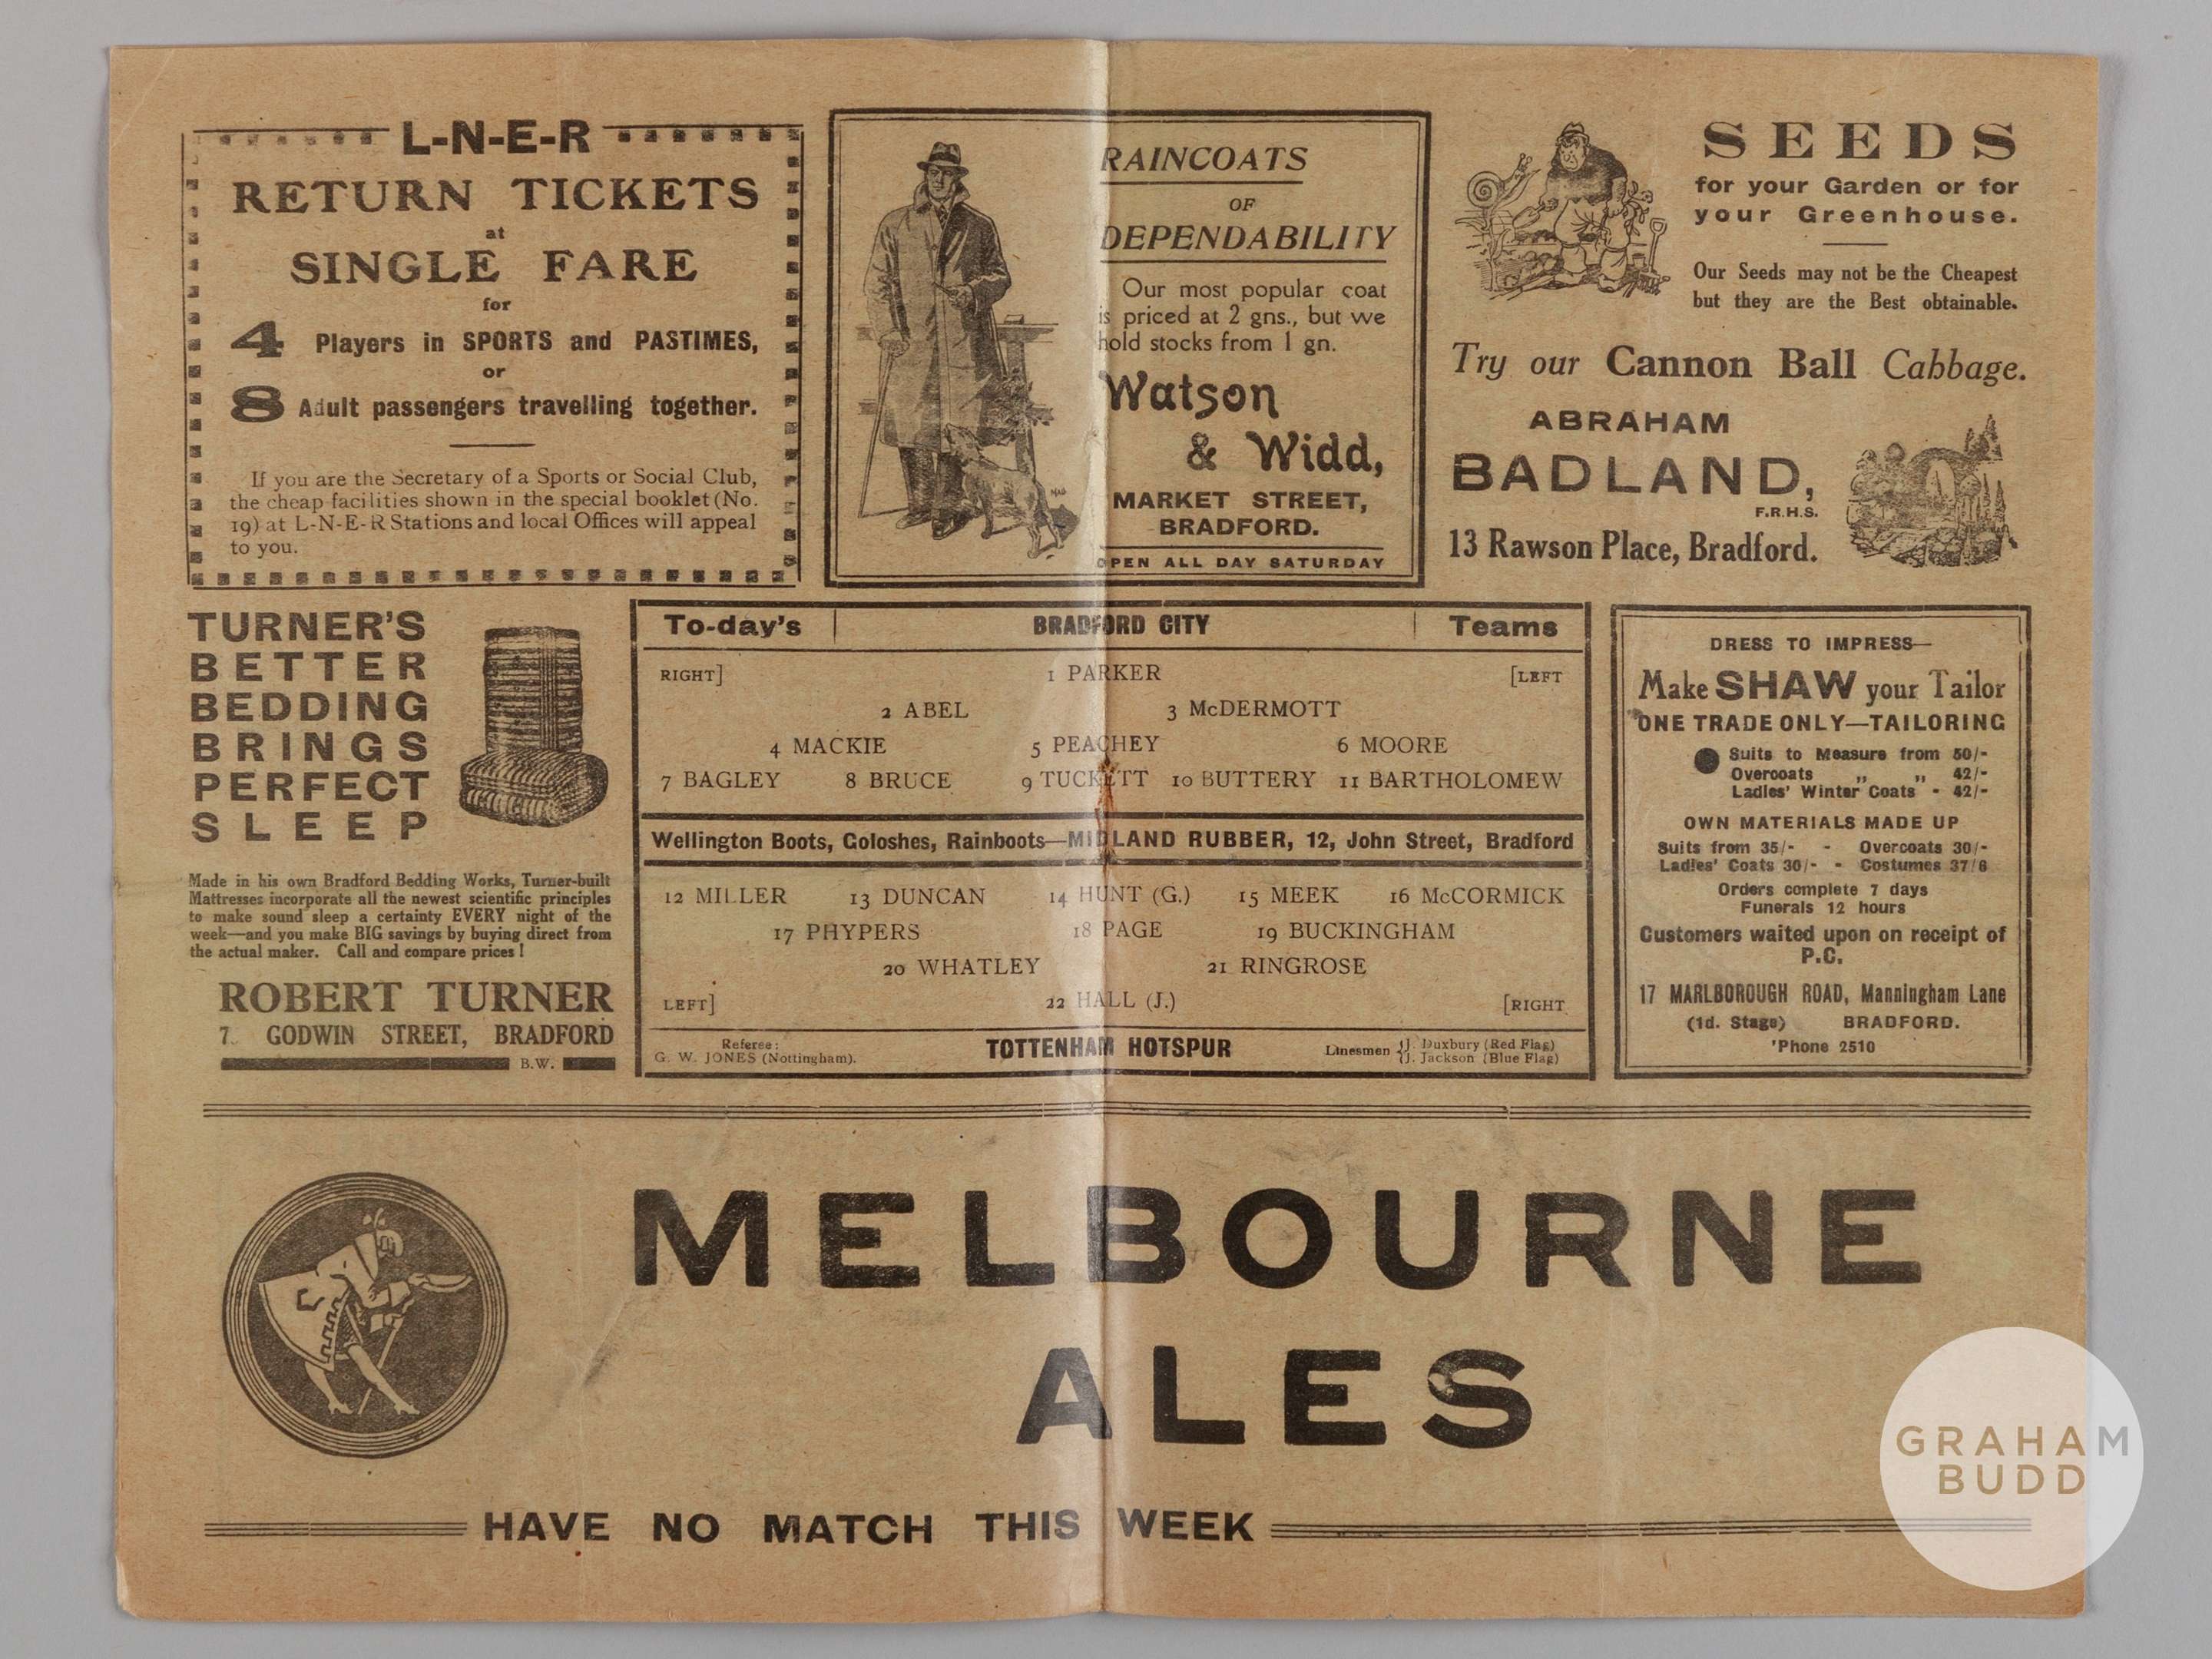 L-N-E-R
RETURN TICKETS
at
SINGLE FARE
for
4 Players in SPORTS and PASTIMES,
or
8 Adult passengers travelling together.
If you are the Secretary of a Sports or Social Club,
the cheap facilities shown in the special booklet (No.
19) at L-N-E-R Stations and local Offices will appeal
to you.
RAINCOATS
OF
DEPENDABILITY
Our most popular coat
is priced at 2 gns., but we
hold stocks from 1 gn.
Watson
& Widd,
MARKET STREET,
BRADFORD.
OPEN ALL DAY SATURDAY
SEEDS
for your Garden or for
your Greenhouse.
Our Seeds may not be the Cheapest
but they are the Best obtainable.
Try our Cannon Ball Cabbage.
ABRAHAM
BADLAND,
F.R.H.S.
13 Rawson Place, Bradford.
TURNER'S
BETTER
BEDDING
BRINGS
PERFECT
SLEEP
Made in his own Bradford Bedding Works, Turner-built
Mattresses incorporate all the newest scientific principles
to make sound sleep a certainty EVERY night of the
week—and you make BIG savings by buying direct from
the actual maker. Call and compare prices!
ROBERT TURNER
7. GODWIN STREET, BRADFORD
B.W.
To-day's BRADFORD CITY Teams
RIGHT] 1 PARKER [LEFT
2 ABEL 3 McDERMOTT
4 MACKIE 5 PEACHEY 6 MOORE
7 BAGLEY 8 BRUCE 9 TUCKETT 10 BUTTERY 11 BARTHOLOMEW
Wellington Boots, Goloshes, Rainboots—MIDLAND RUBBER, 12, John Street, Bradford
12 MILLER 13 DUNCAN 14 HUNT (G.) 15 MEEK 16 McCORMICK
17 PHYPERS 18 PAGE 19 BUCKINGHAM
20 WHATLEY 21 RINGROSE
LEFT] 22 HALL (J.) [RIGHT
Referee:
G. W. JONES (Nottingham).
TOTTENHAM HOTSPUR
Linesmen {J. Duxbury (Red Flag)
{J. Jackson (Blue Flag)
DRESS TO IMPRESS—
Make SHAW your Tailor
ONE TRADE ONLY—TAILORING
Suits to Measure from 50/-
Overcoats " " 42/-
Ladies' Winter Coats - 42/-
OWN MATERIALS MADE UP
Suits from 35/- - Overcoats 30/-
Ladies' Coats 30/- - Costumes 37/6
Orders complete 7 days
Funerals 12 hours
Customers waited upon on receipt of
P.C.
17 MARLBOROUGH ROAD, Manningham Lane
(1d. Stage) BRADFORD.
'Phone 2510
MELBOURNE
ALES
HAVE NO MATCH THIS WEEK
GRAHAM
BUDD